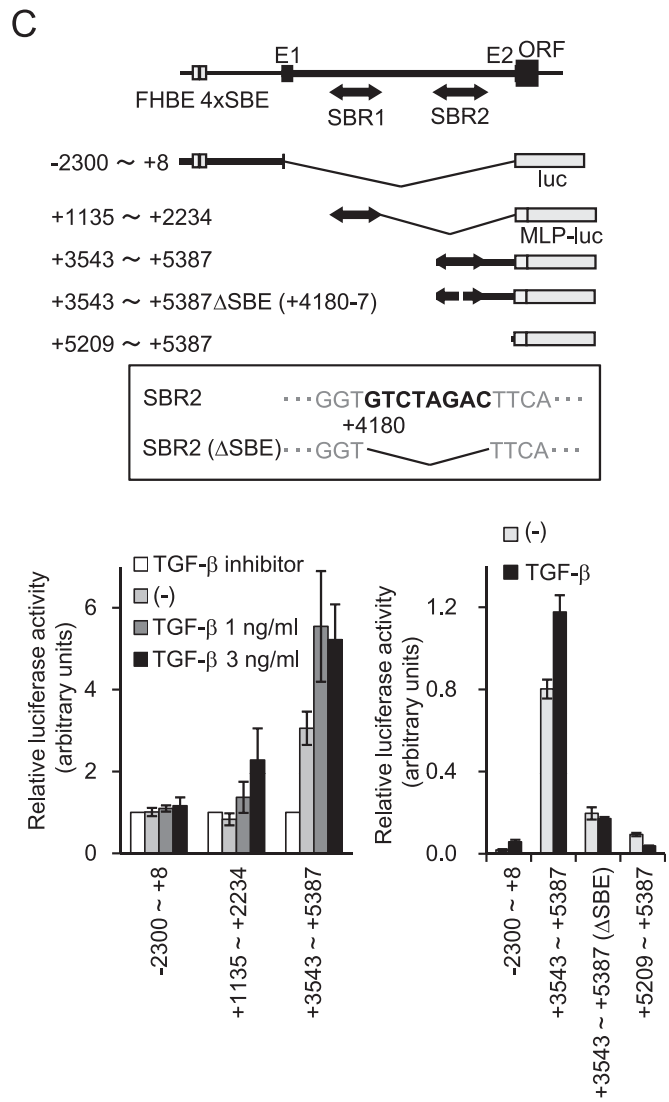 C
E1 E2 ORF
FHBE 4xSBE
SBR1 SBR2
-2300 ~ +8
luc
+1135 ~ +2234
MLP-luc
+3543 ~ +5387
+3543 ~ +5387ΔSBE (+4180-7)
+5209 ~ +5387
SBR2 ···GGTGTCTAGACTTCA···
+4180
SBR2 (ΔSBE) ···GGT TTCA···
TGF-β inhibitor
(-)
TGF-β 1 ng/ml
TGF-β 3 ng/ml
Relative luciferase activity
(arbitrary units)
6
4
2
0
-2300 ~ +8
+1135 ~ +2234
+3543 ~ +5387
(-)
TGF-β
Relative luciferase activity
(arbitrary units)
1.2
0.8
0.4
0.0
-2300 ~ +8
+3543 ~ +5387
+3543 ~ +5387 (ΔSBE)
+5209 ~ +5387